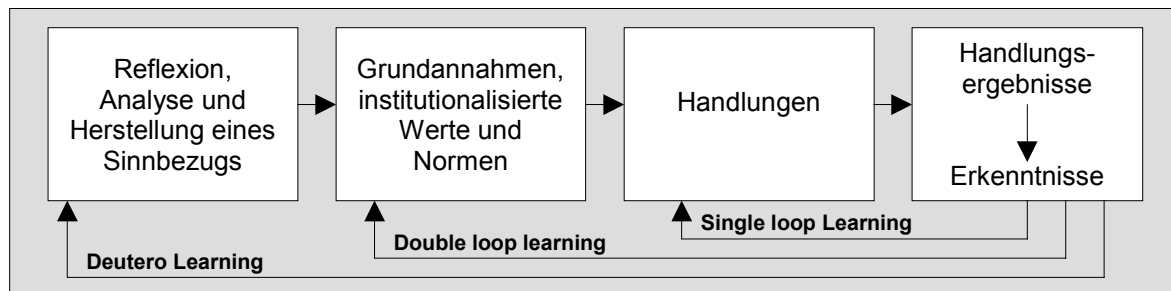 Reflexion,
Analyse und
Herstellung eines
Sinnbezugs
Grundannahmen,
institutionalisierte
Werte und
Normen
Handlungen
Handlungs-
ergebnisse
Erkenntnisse
Single loop Learning
Double loop learning
Deutero Learning